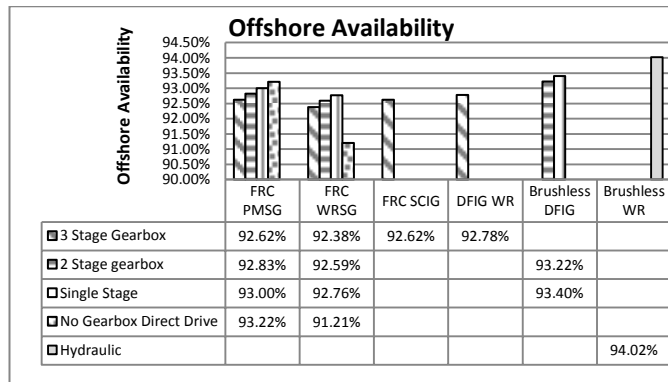 Offshore Availability
Offshore Availability
94.50%
94.00%
93.50%
93.00%
92.50%
92.00%
91.50%
91.00%
90.50%
90.00%
FRC PMSG
FRC WRSG
FRC SCIG
DFIG WR
Brushless DFIG
Brushless WR
3 Stage Gearbox 92.62% 92.38% 92.62% 92.78%
2 Stage gearbox 92.83% 92.59% 93.22%
Single Stage 93.00% 92.76% 93.40%
No Gearbox Direct Drive 93.22% 91.21%
Hydraulic 94.02%